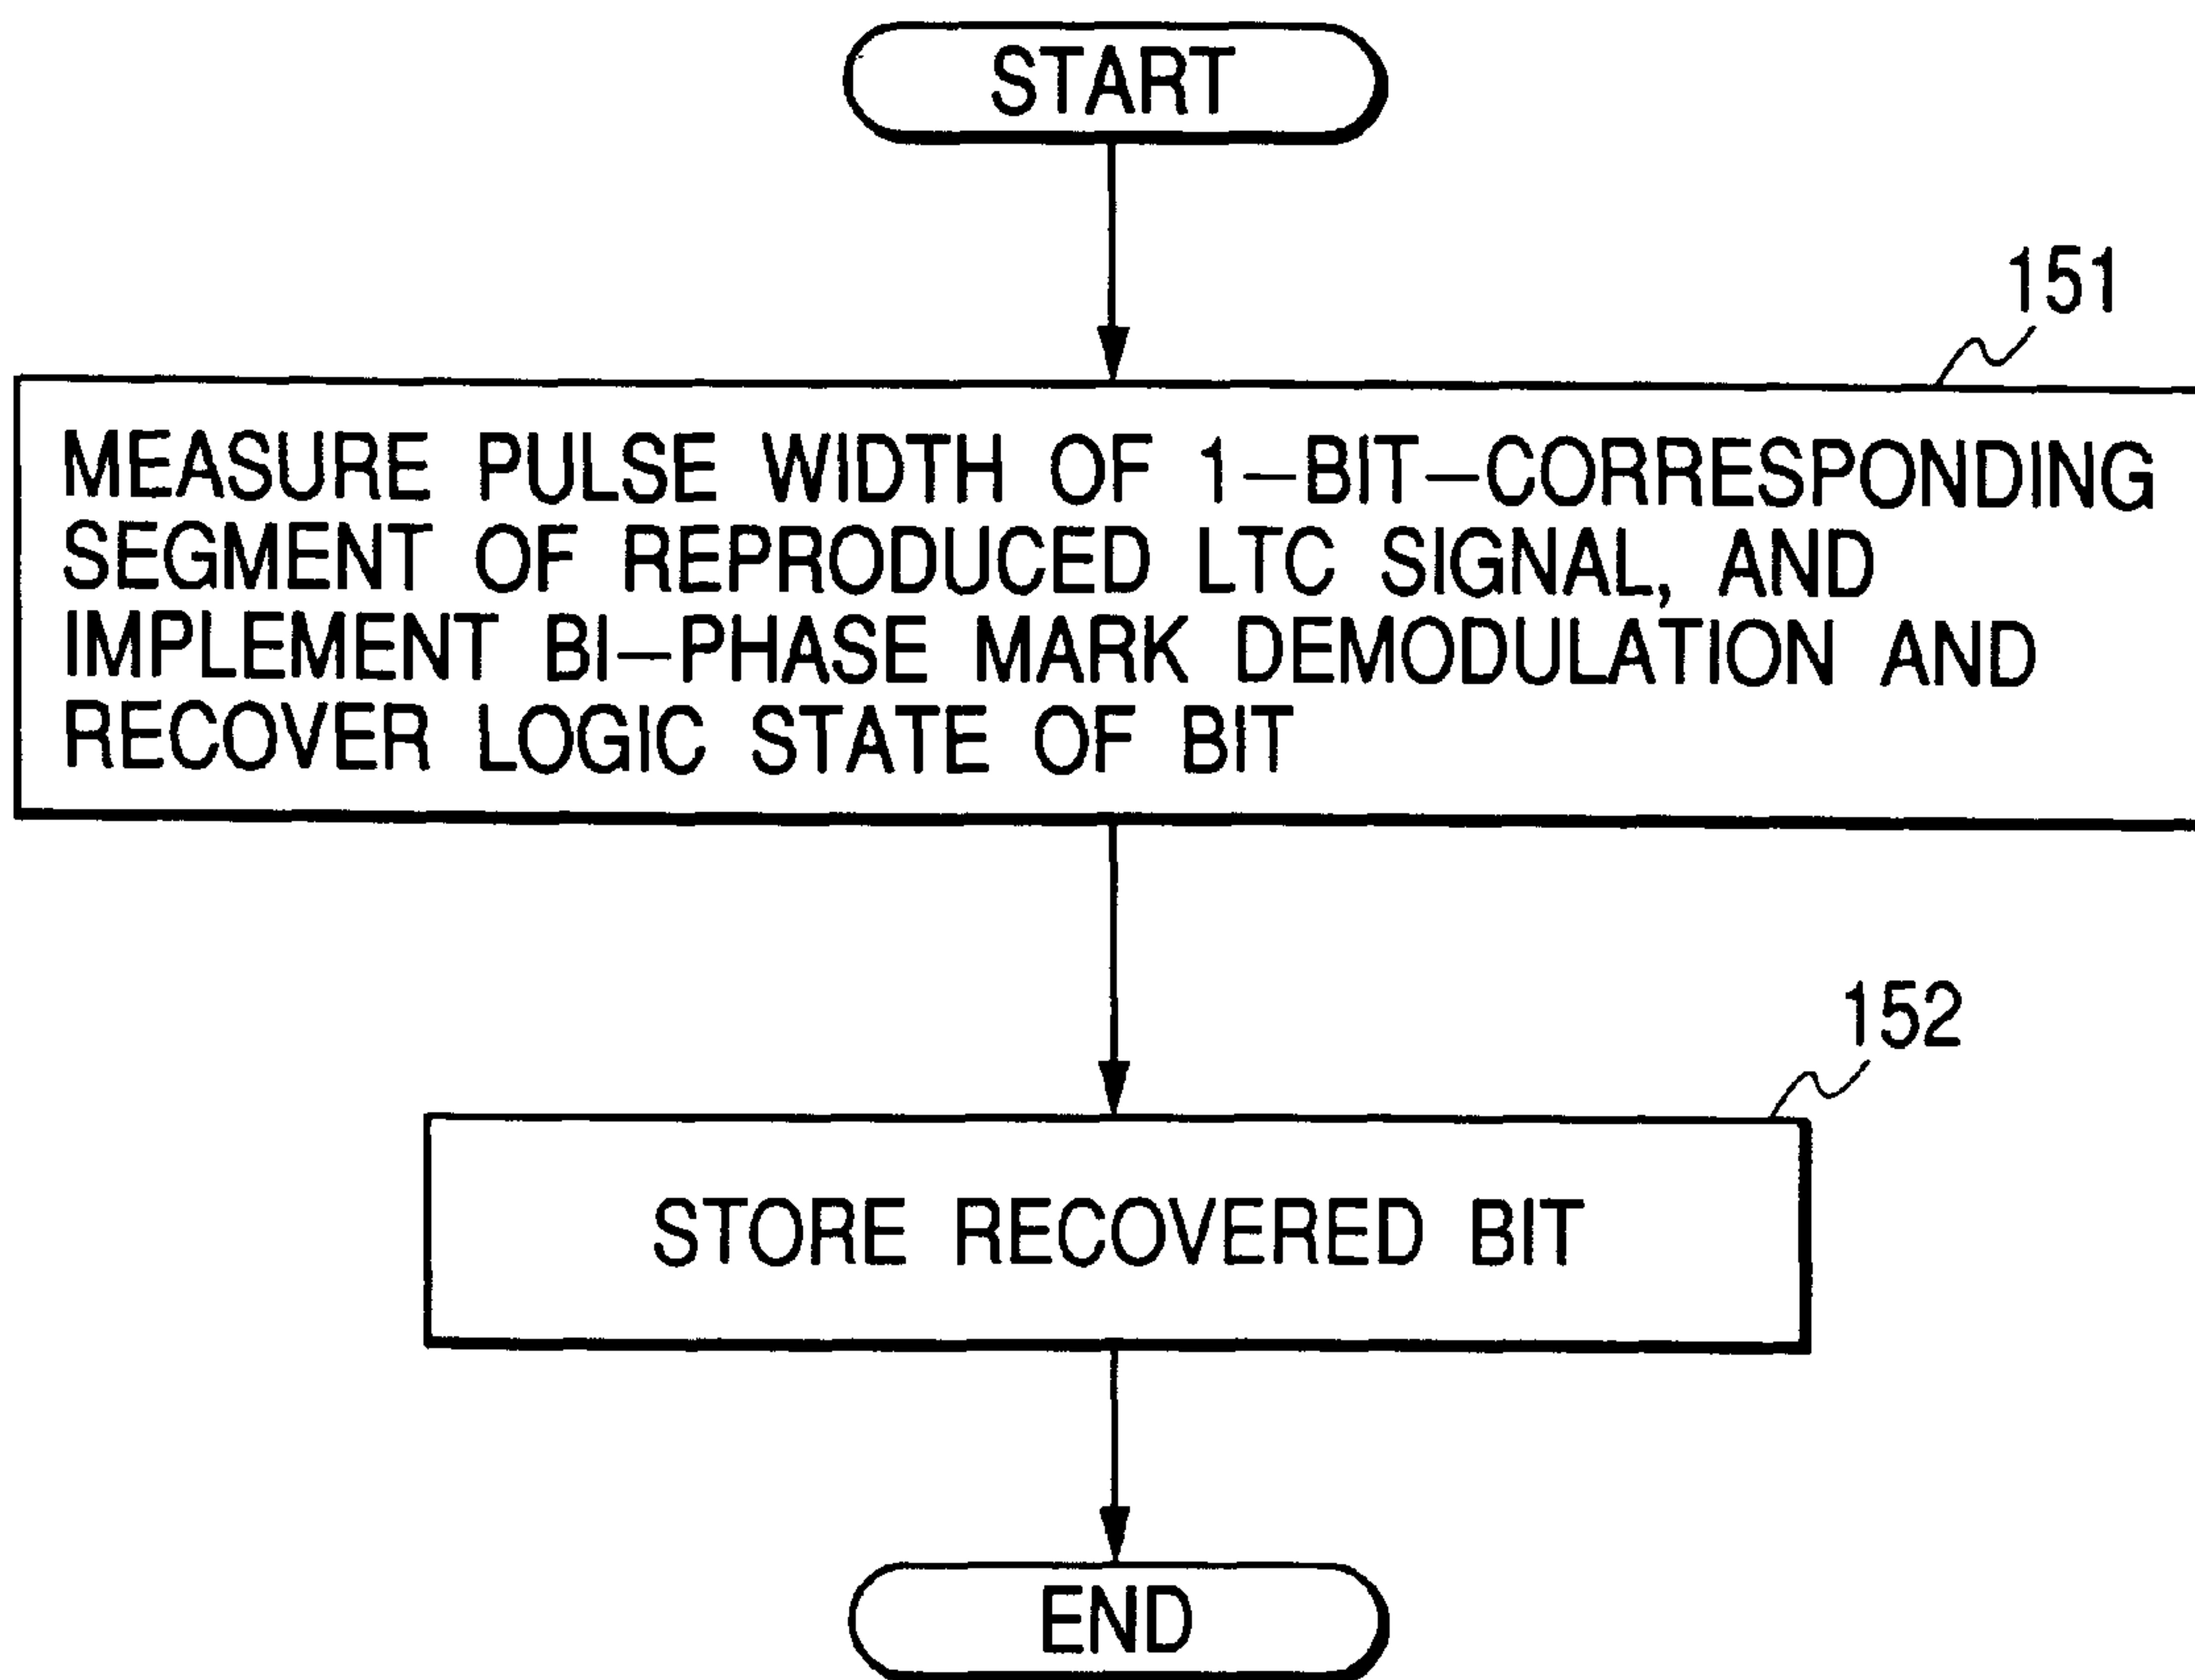 START
151
MEASURE PULSE WIDTH OF 1-BIT-CORRESPONDING
SEGMENT OF REPRODUCED LTC SIGNAL, AND
IMPLEMENT BI-PHASE MARK DEMODULATION AND
RECOVER LOGIC STATE OF BIT
152
STORE RECOVERED BIT
END